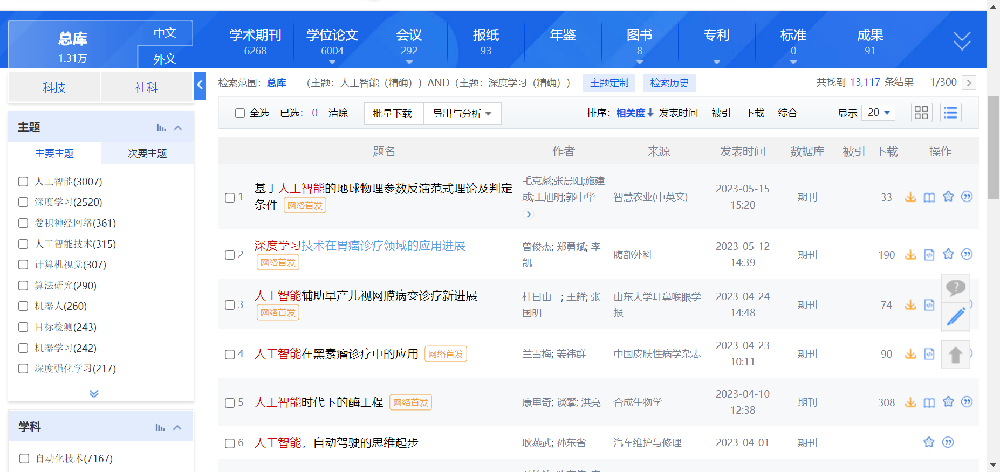 总库
1.31万
中文
外文
学术期刊
6268
学位论文
6004
会议
292
报纸
93
年鉴
图书
8
专利
标准
0
成果
91
科技
社科
检索范围：总库 （主题：人工智能（精确））AND（主题：深度学习（精确）） 主题定制 检索历史 共找到 13,117 条结果 1/300
全选 已选： 0 清除 批量下载 导出与分析 排序： 相关度 发表时间 被引 下载 综合 显示 20
主题
主要主题 次要主题
人工智能(3007)
深度学习(2520)
卷积神经网络(361)
人工智能技术(315)
计算机视觉(307)
算法研究(290)
机器人(260)
目标检测(243)
机器学习(242)
深度强化学习(217)
学科
自动化技术(7167)
题名 作者 来源 发表时间 数据库 被引 下载 操作
1 基于人工智能的地球物理参数反演范式理论及判定
条件 网络首发
毛克彪;张晨阳;施建
成;王旭明;郭中华
智慧农业(中英文)
2023-05-15
15:20
期刊
33
2 深度学习技术在胃癌诊疗领域的应用进展
网络首发
曾俊杰; 郑勇斌; 李
凯
腹部外科
2023-05-12
14:39
期刊
190
3 人工智能辅助早产儿视网膜病变诊疗新进展
网络首发
杜曰山一; 王鲜; 张
国明
山东大学耳鼻喉眼学
报
2023-04-24
14:48
期刊
74
4 人工智能在黑素瘤诊疗中的应用 网络首发
兰雪梅; 姜祎群
中国皮肤性病学杂志
2023-04-23
10:11
期刊
90
5 人工智能时代下的酶工程 网络首发
康里奇; 谈攀; 洪亮
合成生物学
2023-04-10
12:38
期刊
308
6 人工智能，自动驾驶的思维起步
耿燕武; 孙东省
汽车维护与修理
2023-04-01
期刊